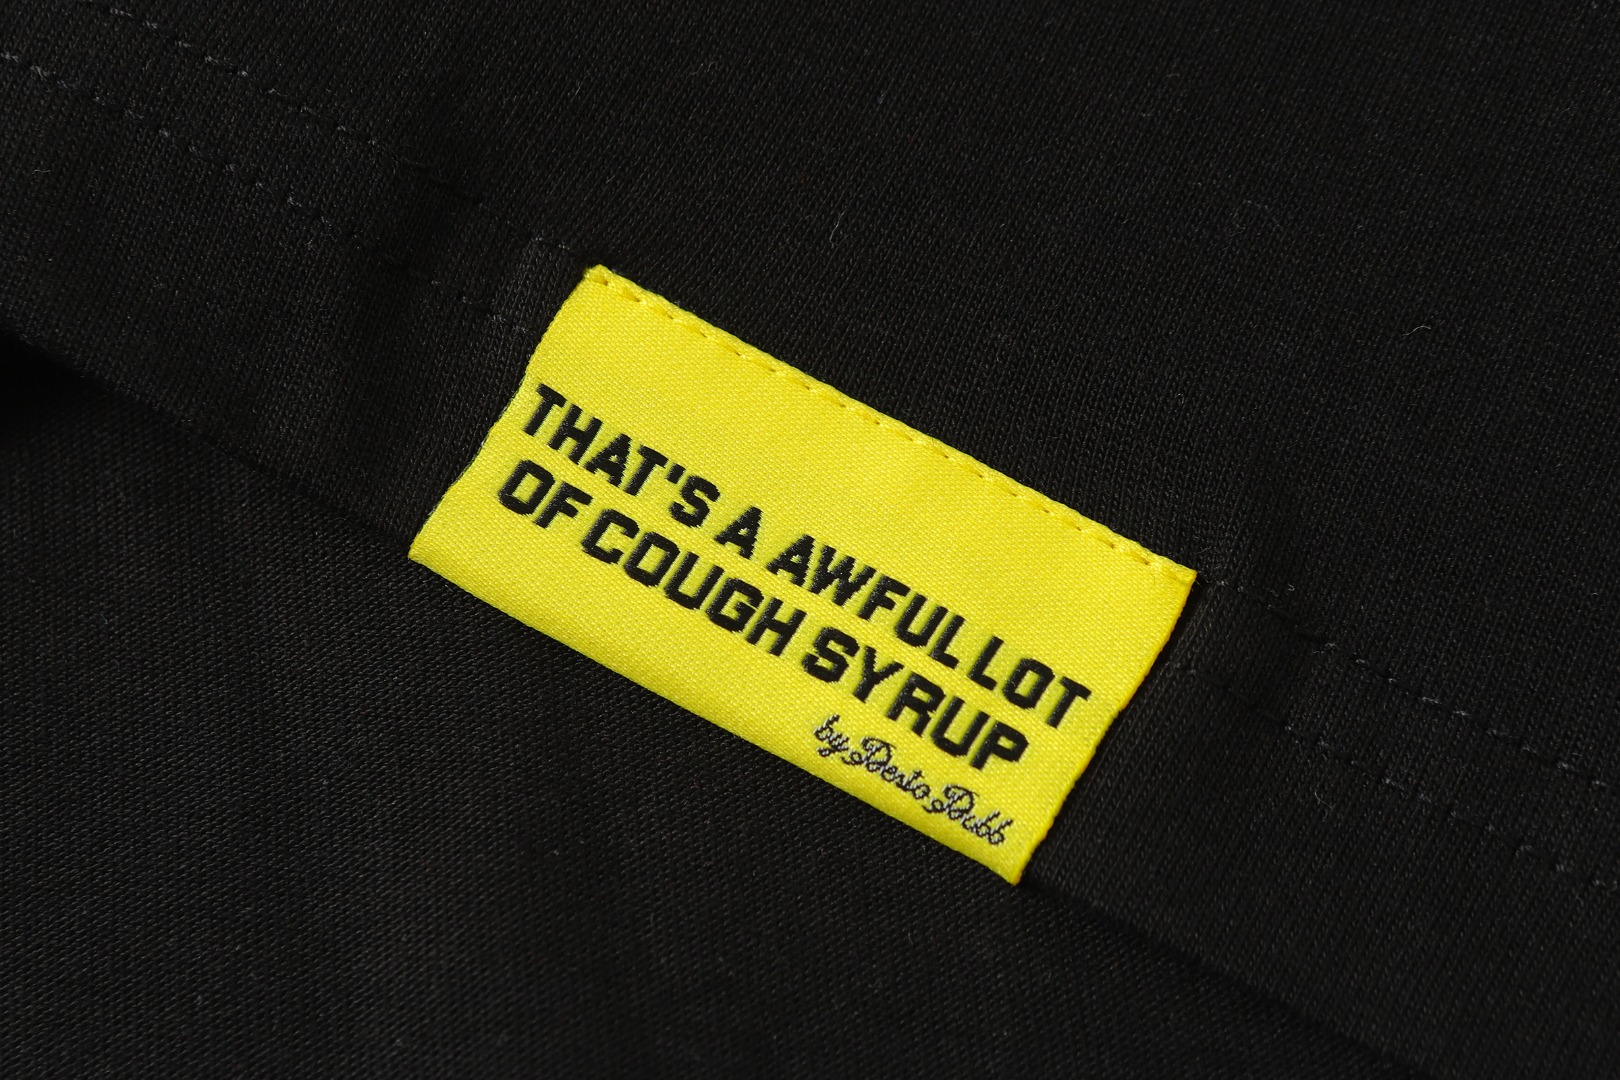 THAT'S A AWFUL LOT
OF COUGH SYRUP
by Desto Dubb